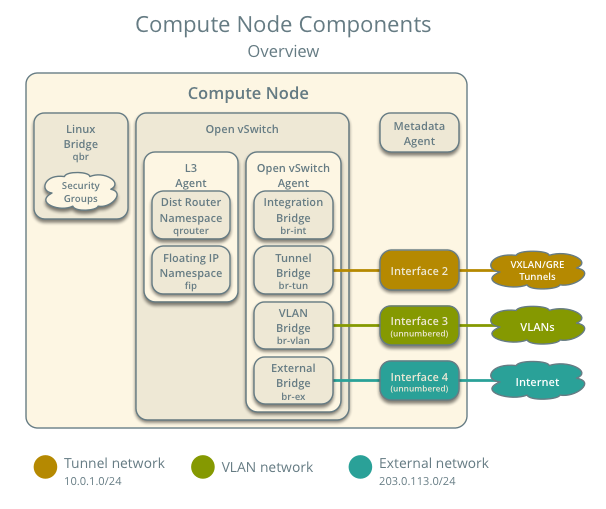 Compute Node Components
Overview
Compute Node
Linux
Bridge
qbr
Security
Groups
Open vSwitch
L3
Agent
Dist Router
Namespace
qrouter
Floating IP
Namespace
fip
Open vSwitch
Agent
Integration
Bridge
br-int
Tunnel
Bridge
br-tun
VLAN
Bridge
br-vlan
External
Bridge
br-ex
Metadata
Agent
Interface 2
VXLAN/GRE
Tunnels
Interface 3
(unnumbered)
VLANs
Interface 4
(unnumbered)
Internet
Tunnel network
10.0.1.0/24
VLAN network
External network
203.0.113.0/24